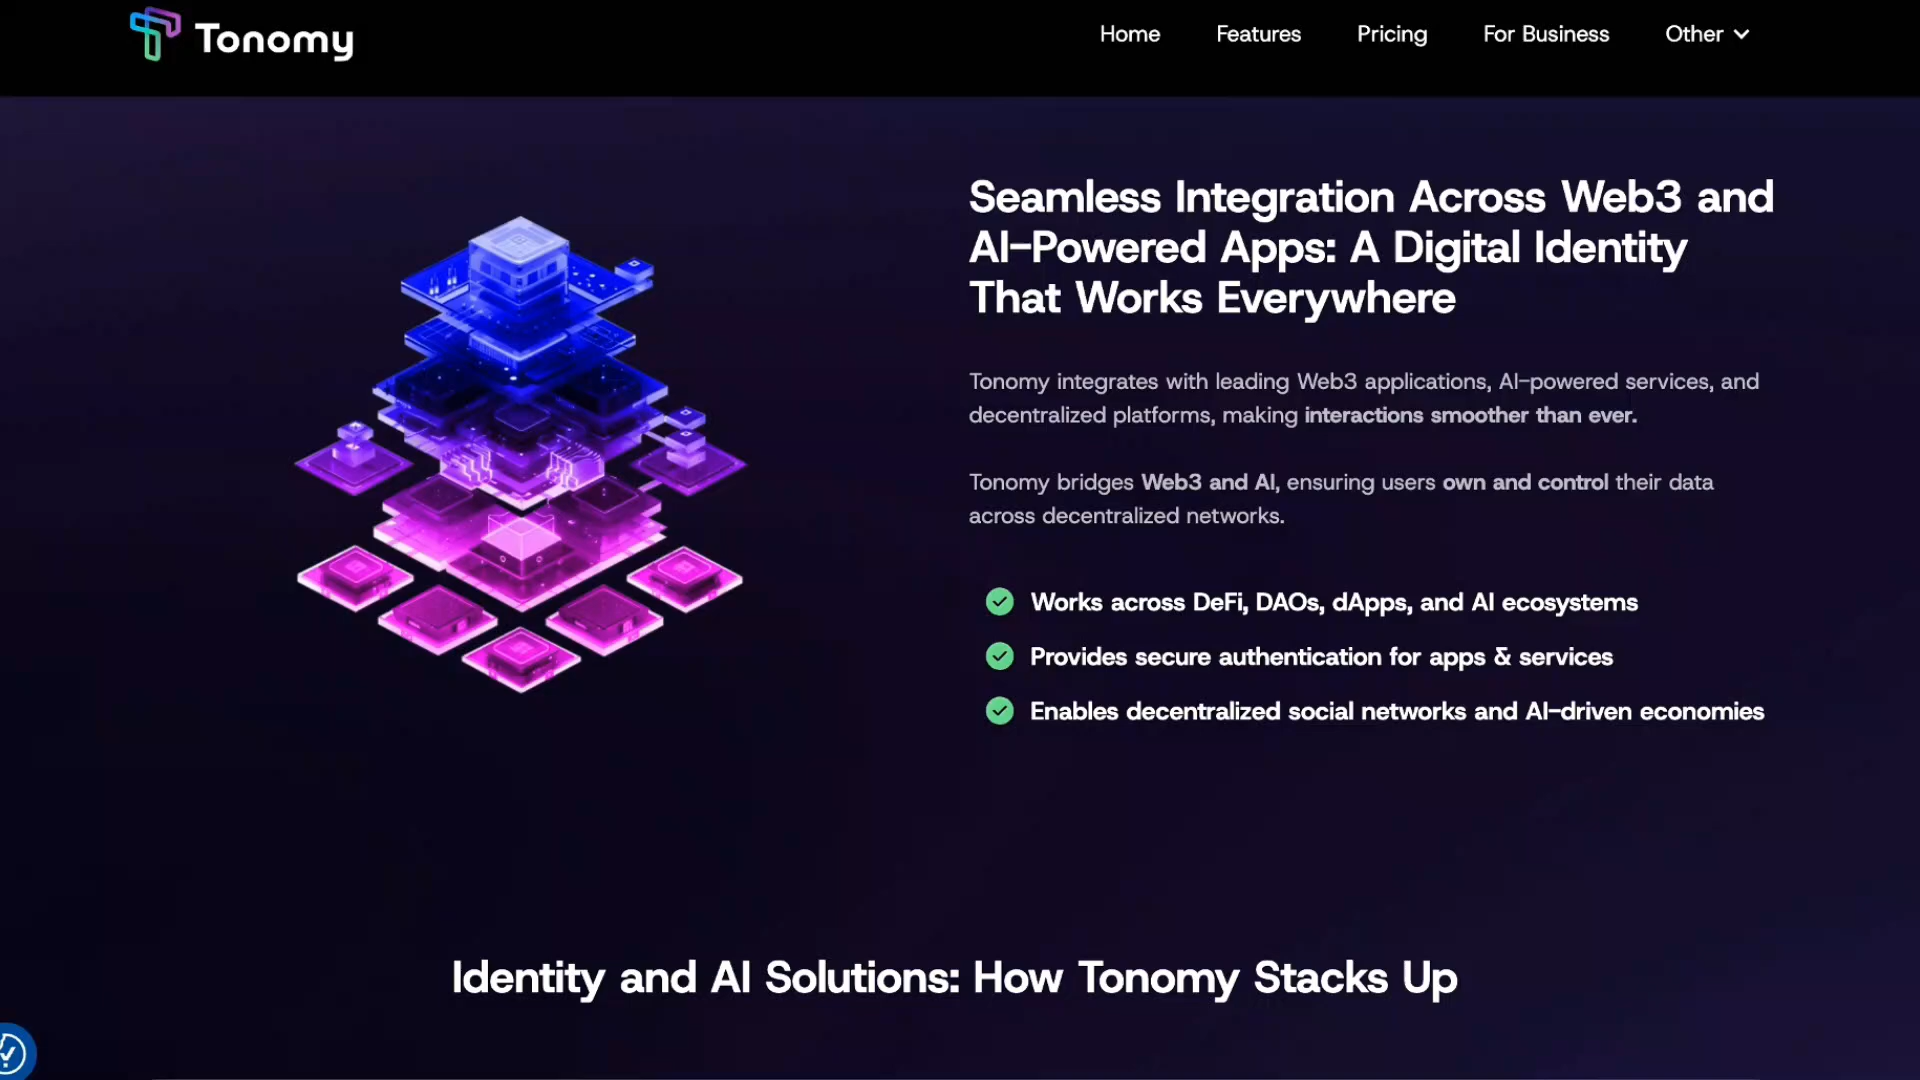 Tonomy
Home Features Pricing For Business Other
Seamless Integration Across Web3 and
AI-Powered Apps: A Digital Identity
That Works Everywhere
Tonomy integrates with leading Web3 applications, AI-powered services, and
decentralized platforms, making interactions smoother than ever.
Tonomy bridges Web3 and AI, ensuring users own and control their data
across decentralized networks.
Works across DeFi, DAOs, dApps, and AI ecosystems
Provides secure authentication for apps & services
Enables decentralized social networks and AI-driven economies
Identity and AI Solutions: How Tonomy Stacks Up